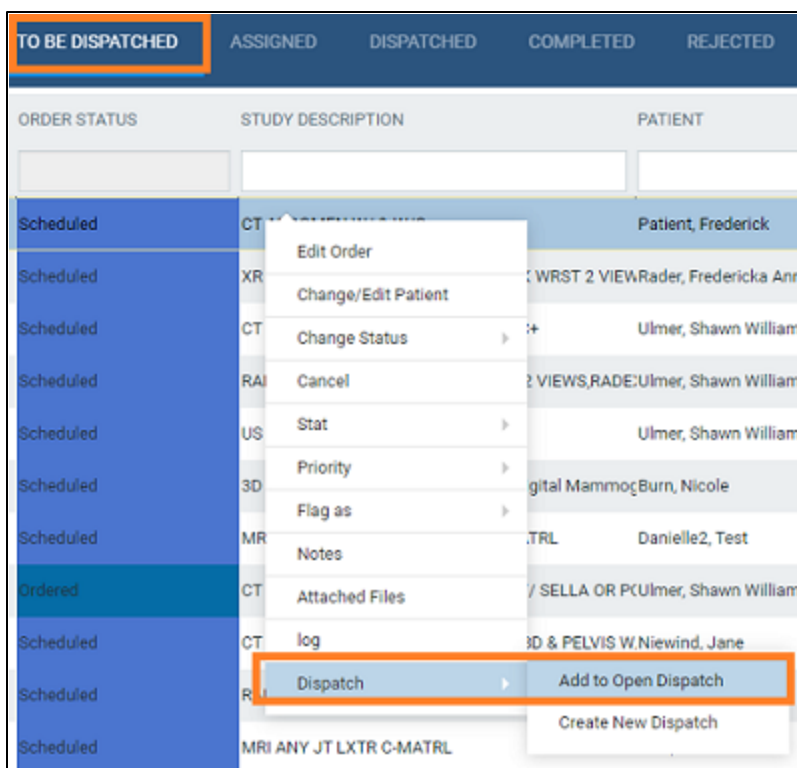 TO BE DISPATCHED ASSIGNED DISPATCHED COMPLETED REJECTED
ORDER STATUS STUDY DESCRIPTION PATIENT
Scheduled CT Patient, Frederick
Edit Order
Scheduled XR WRST 2 VIEW Rader, Fredericka Ann
Change/Edit Patient
Scheduled CT Change Status Ulmer, Shawn William
Scheduled RAI Cancel 2 VIEWS,RADEX Ulmer, Shawn William
Scheduled US Stat Ulmer, Shawn William
Scheduled 3D Priority gital Mammog Burn, Nicole
Flag as
Scheduled MR .TRL Danielle2, Test
Notes
Ordered CT / SELLA OR P( Ulmer, Shawn William
Attached Files
Scheduled CT log 3D & PELVIS W. Niewind, Jane
Scheduled R Dispatch Add to Open Dispatch
Create New Dispatch
Scheduled MRI ANY JT LXTR C-MATRL